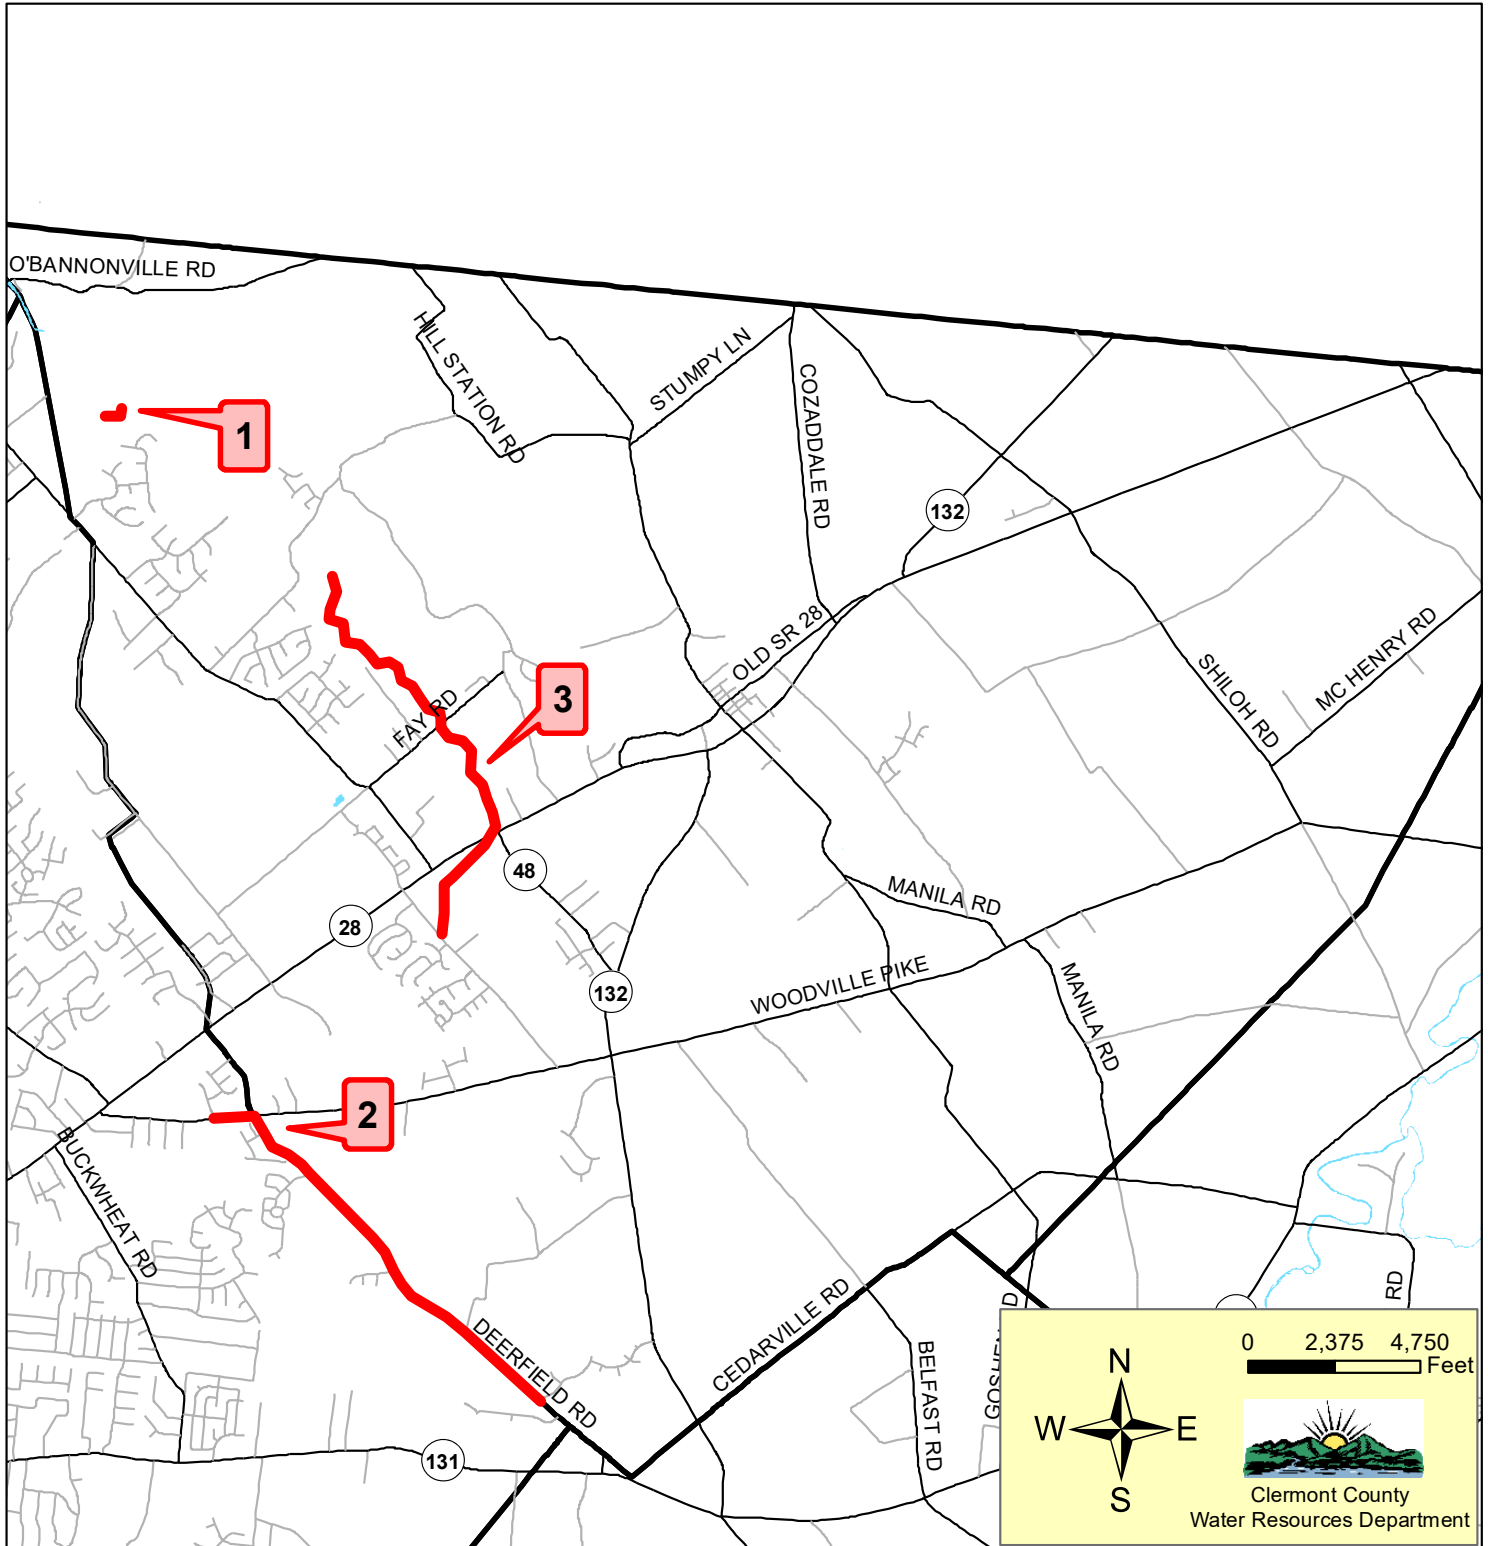 O'BANNONVILLE RD
HILL STATION RD
STUMPY LN
COZADDALE RD
1
132
OLD SR 28
SHILOH RD
MC HENRY RD
FAY RD
3
48
28
MANILA RD
132
WOODVILLE PIKE
MANILA RD
2
BUCKWHEAT RD
DEERFIELD RD
CEDARVILLE RD
BELFAST RD
RD
131
0 2,375 4,750
Feet
N
W E
S
Clermont County
Water Resources Department